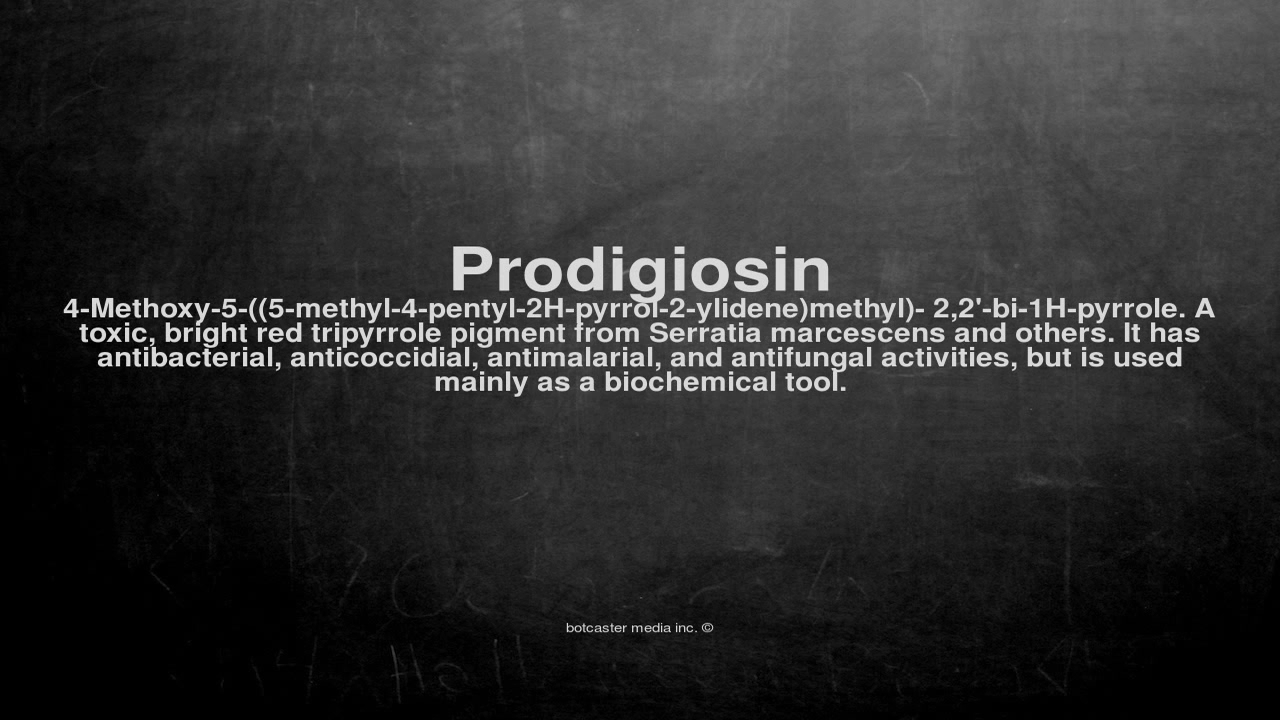 Prodigiosin
4-Methoxy-5-((5-methyl-4-pentyl-2H-pyrrol-2-ylidene)methyl)- 2,2'-bi-1H-pyrrole. A
toxic, bright red tripyrrole pigment from Serratia marcescens and others. It has
antibacterial, anticoccidial, antimalarial, and antifungal activities, but is used
mainly as a biochemical tool.
botcaster media inc. ©